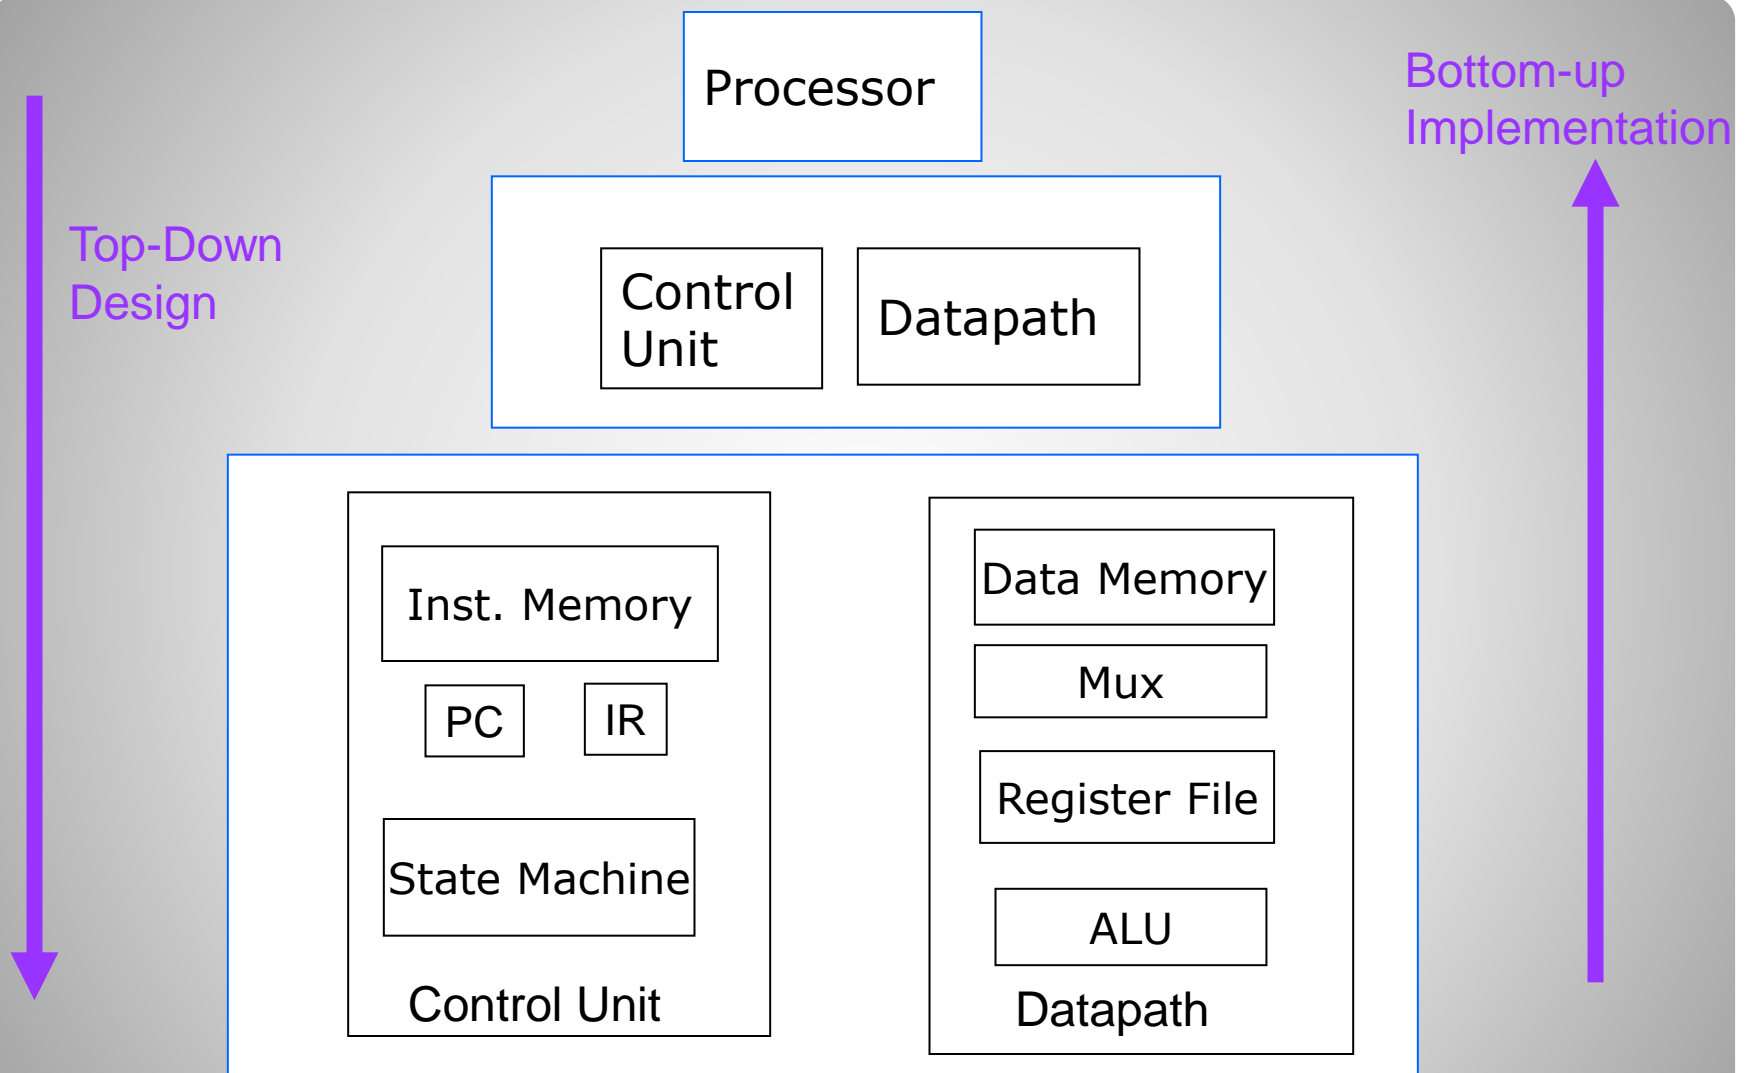 Processor
Bottom-up
Implementation
Top-Down
Design
Control
Unit
Datapath
Inst. Memory
PC
IR
State Machine
Control Unit
Data Memory
Mux
Register File
ALU
Datapath